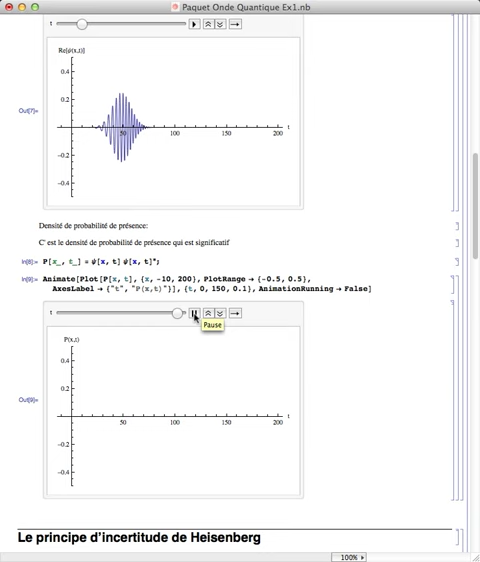 Paquet Onde Quantique Ex1.nb
t
Re[ψ(x,t)]
0.4
0.2
Out[7]=
50 100 150 200 t
-0.2
-0.4
Densité de probabilité de présence:
C' est le densité de probabilité de présence qui est significatif
In[8]:= P[x_, t_] = ψ[x, t] ψ[x, t]*;
In[9]:= Animate[Plot[P[x, t], {x, -10, 200}, PlotRange → {-0.5, 0.5},
AxesLabel → {"t", "P(x,t)"}], {t, 0, 150, 0.1}, AnimationRunning → False]
t
Pause
P(x,t)
0.4
0.2
Out[9]=
50 100 150 200 t
-0.2
-0.4
Le principe d'incertitude de Heisenberg
100%